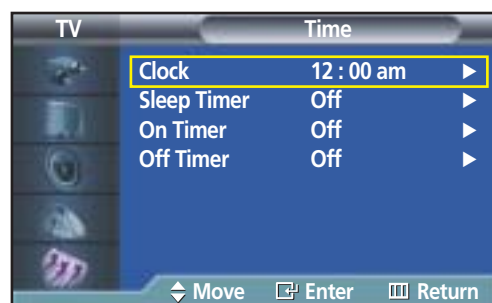 TV Time
Clock 12 : 00 am
Sleep Timer Off
On Timer Off
Off Timer Off
Move Enter Return